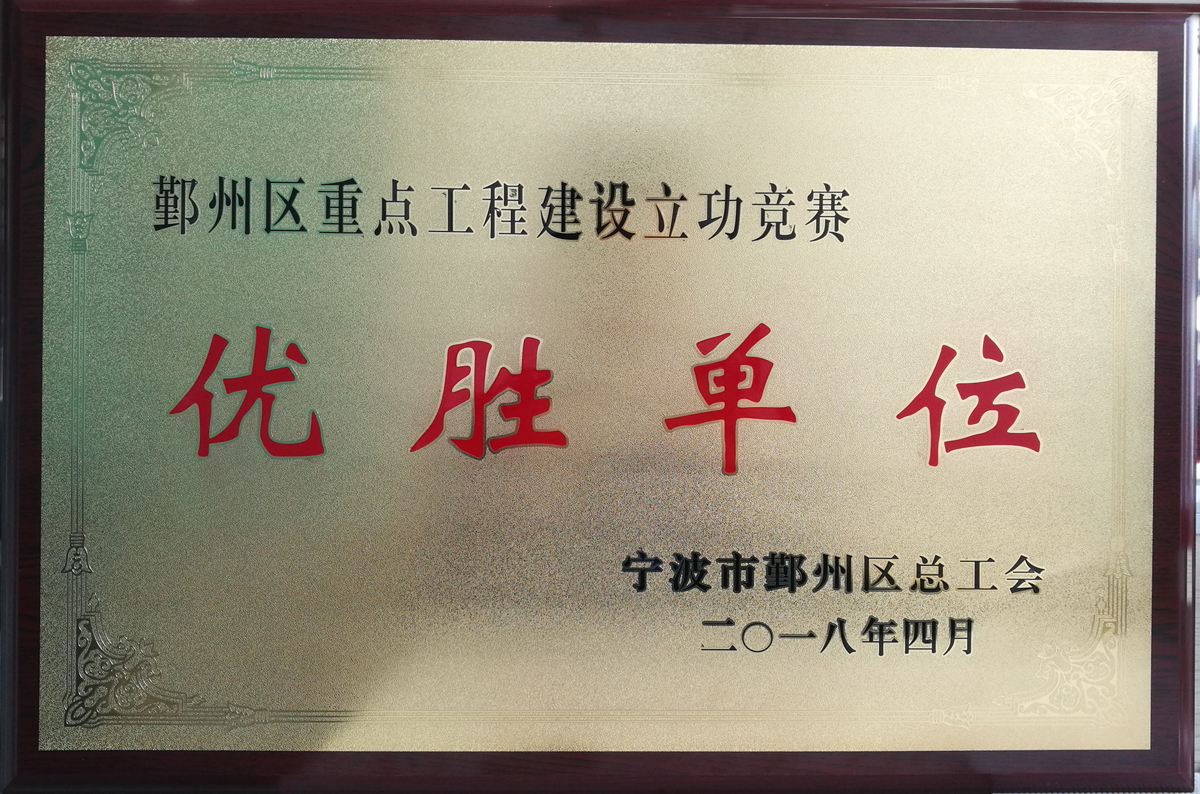 鄞州区重点工程建设立功竞赛
优胜单位
宁波市鄞州区总工会
二〇一八年四月